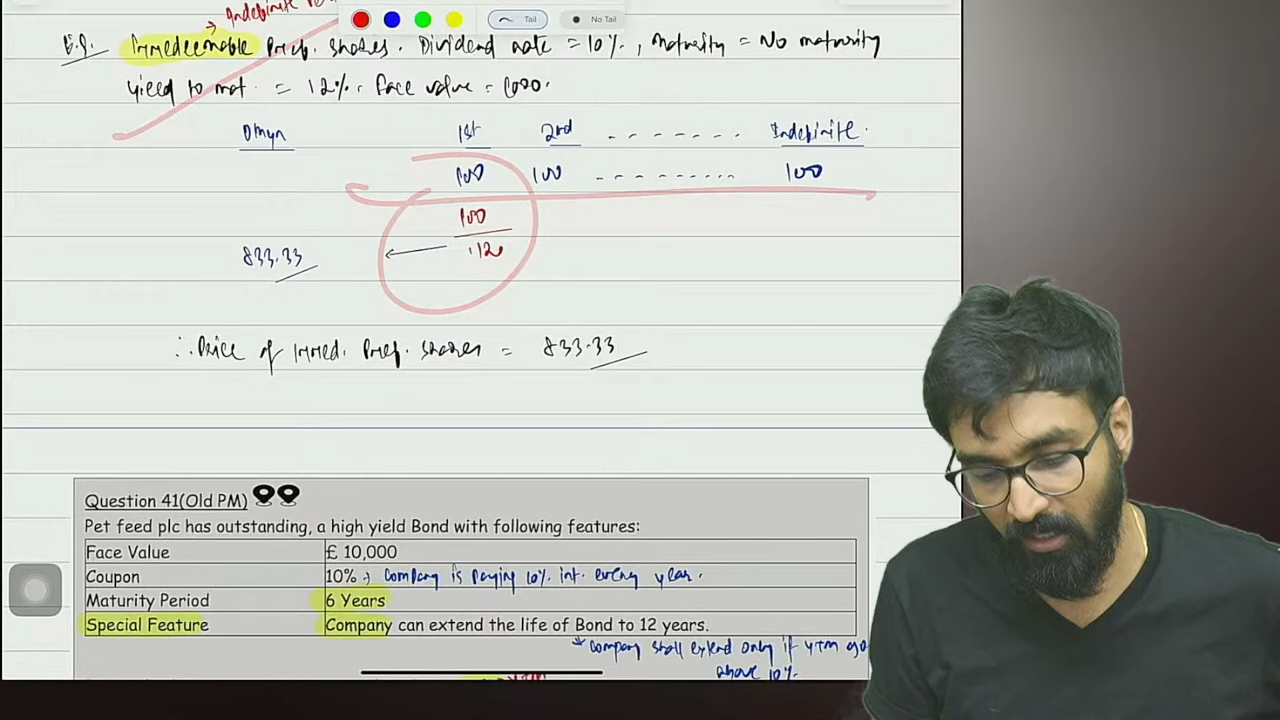 → Indefinite
Tail
No Tail
E.g. Irredeemable Pref. shares. Dividend rate = 10%, Maturity = No maturity
yield to mat. = 12%. Face value = 1000.
1st 2nd - - - - - - - Indefinite.
100 100 - - - - - - - 100
100
.12
833.33 ←
∴ Price of Irred. Pref. shares = 833.33
Question 41(Old PM)
Pet feed plc has outstanding, a high yield Bond with following features:
Face Value £ 10,000
Coupon 10% → Company is paying 10% int. every year.
Maturity Period 6 Years
Special Feature Company can extend the life of Bond to 12 years.
* Company shall extend only if YTM
above 10%